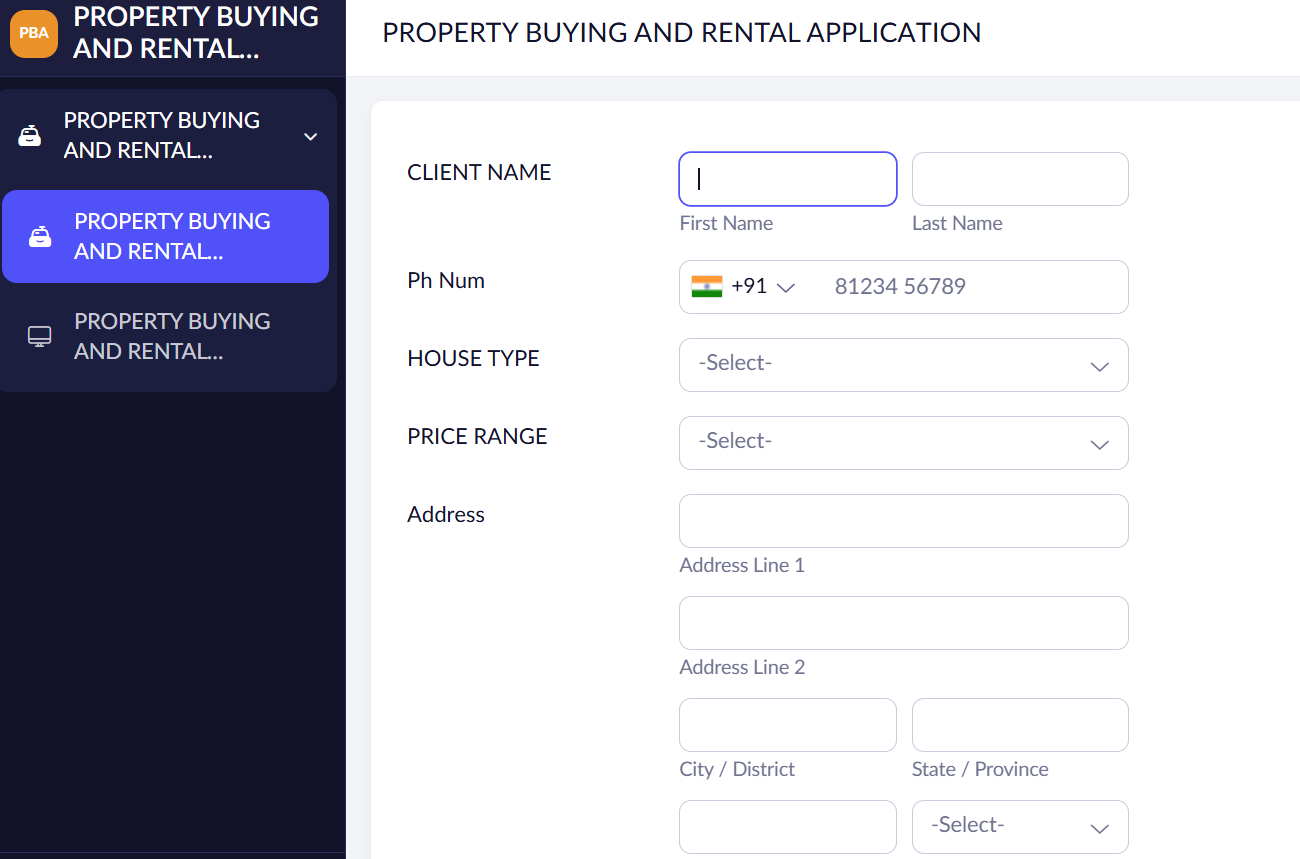 PBA
PROPERTY BUYING
AND RENTAL...
PROPERTY BUYING
AND RENTAL...
PROPERTY BUYING
AND RENTAL...
PROPERTY BUYING
AND RENTAL...
PROPERTY BUYING AND RENTAL APPLICATION
CLIENT NAME
First Name
Last Name
Ph Num
+91
81234 56789
HOUSE TYPE
-Select-
PRICE RANGE
-Select-
Address
Address Line 1
Address Line 2
City / District
State / Province
-Select-